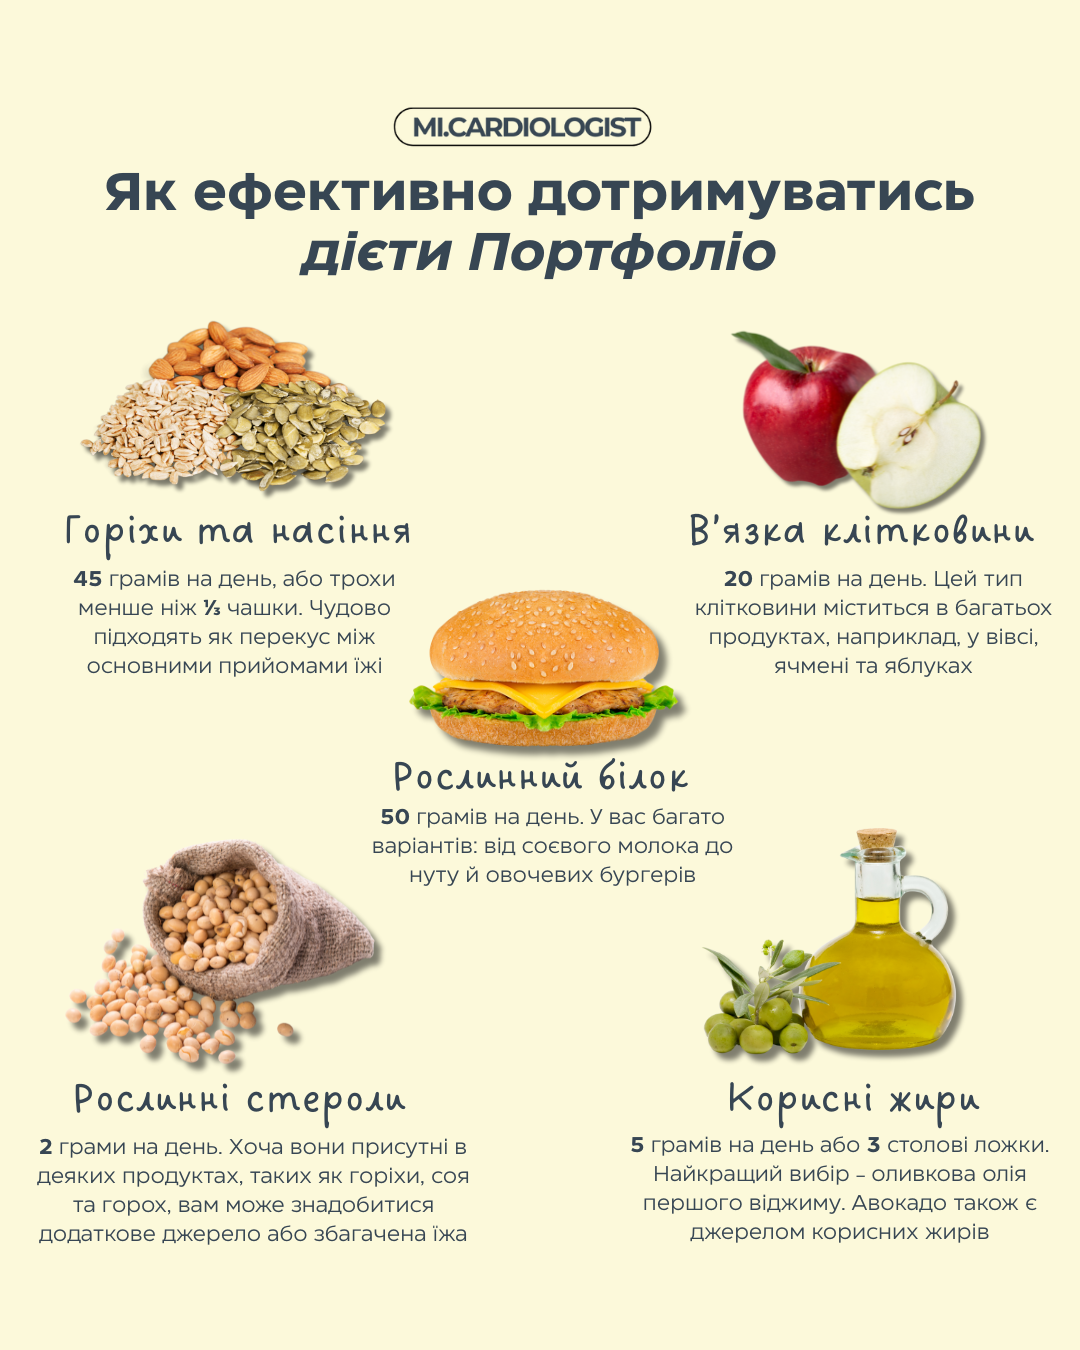 MI.CARDIOLOGIST
Як ефективно дотримуватись
дієти Портфоліо
Горіхи та насіння
45 грамів на день, або трохи
менше ніж ⅓ чашки. Чудово
підходять як перекус між
основними прийомами їжі
В'язка клітковини
20 грамів на день. Цей тип
клітковини міститься в багатьох
продуктах, наприклад, у вівсі,
ячмені та яблуках
Рослинний білок
50 грамів на день. У вас багато
варіантів: від соєвого молока до
нуту й овочевих бургерів
Рослинні стероли
2 грами на день. Хоча вони присутні в
деяких продуктах, таких як горіхи, соя
та горох, вам може знадобитися
додаткове джерело або збагачена їжа
Корисні жири
5 грамів на день або 3 столові ложки.
Найкращий вибір – оливкова олія
першого віджиму. Авокадо також є
джерелом корисних жирів